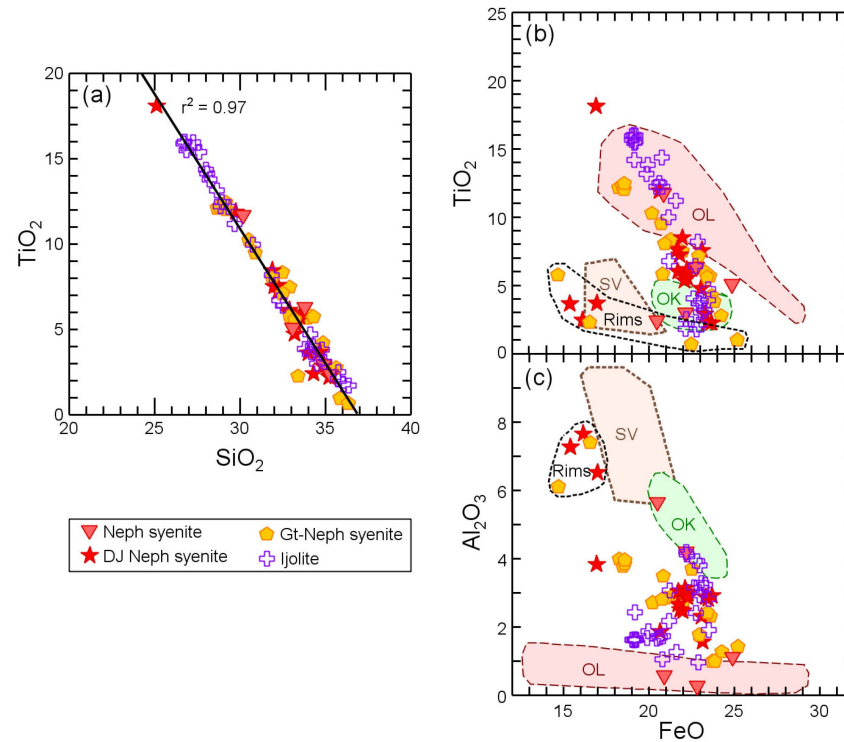 (a)
r² = 0.97
20
15
10
5
0
TiO₂
20 25 30 35 40
SiO₂
Neph syenite
DJ Neph syenite
Gt-Neph syenite
Ijolite
(b)
25
20
15
10
5
0
TiO₂
OL
SV
OK
Rims
(c)
10
8
6
4
2
0
Al₂O₃
SV
Rims
OK
OL
15 20 25 30
FeO